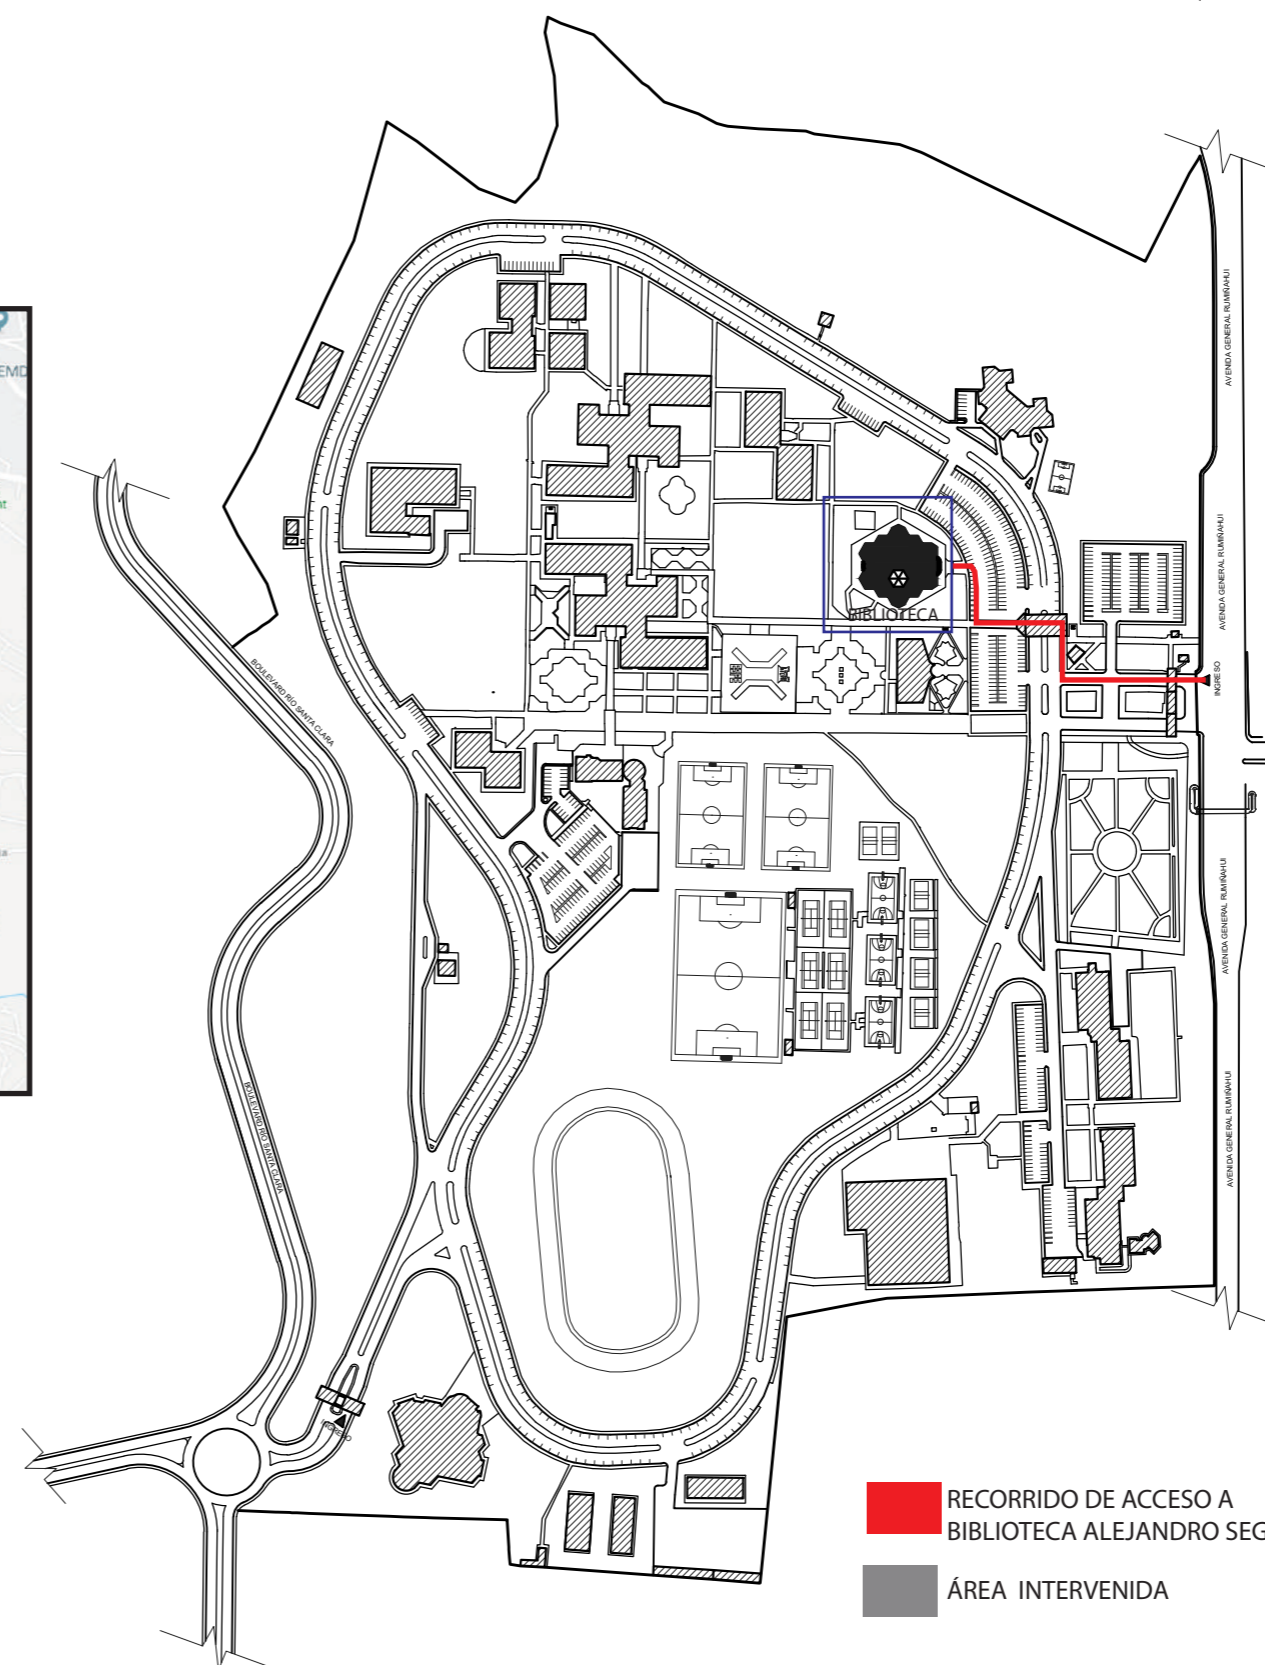 EMD
AVENIDA GENERAL RUMIÑAHUI
AVENIDA GENERAL RUMIÑAHUI
BIBLIOTECA
INGRESO
BOULEVARD RÍO SANTA CLARA
AVENIDA GENERAL RUMIÑAHUI
BOULEVARD RÍO SANTA CLARA
AVENIDA GENERAL RUMIÑAHUI
INGRESO
RECORRIDO DE ACCESO A
BIBLIOTECA ALEJANDRO SEG
ÁREA INTERVENIDA